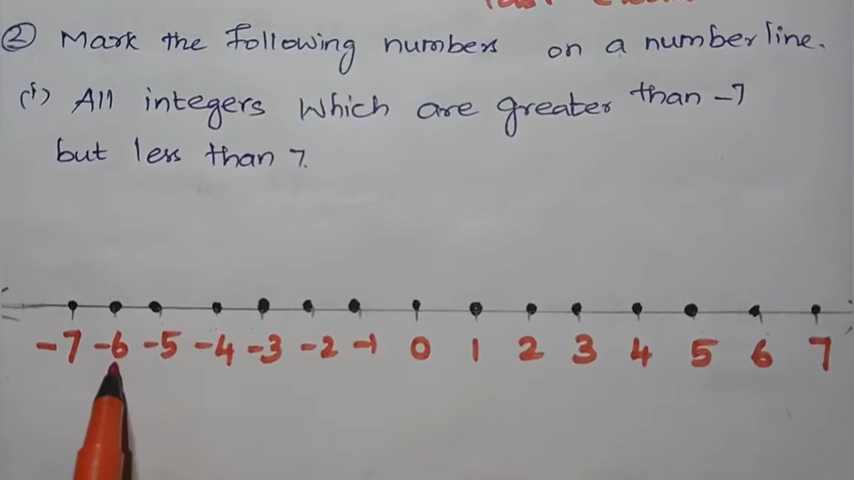 ② Mark the following numbers on a number line.
(i) All integers which are greater than -7
but less than 7.
-7 -6 -5 -4 -3 -2 -1 0 1 2 3 4 5 6 7